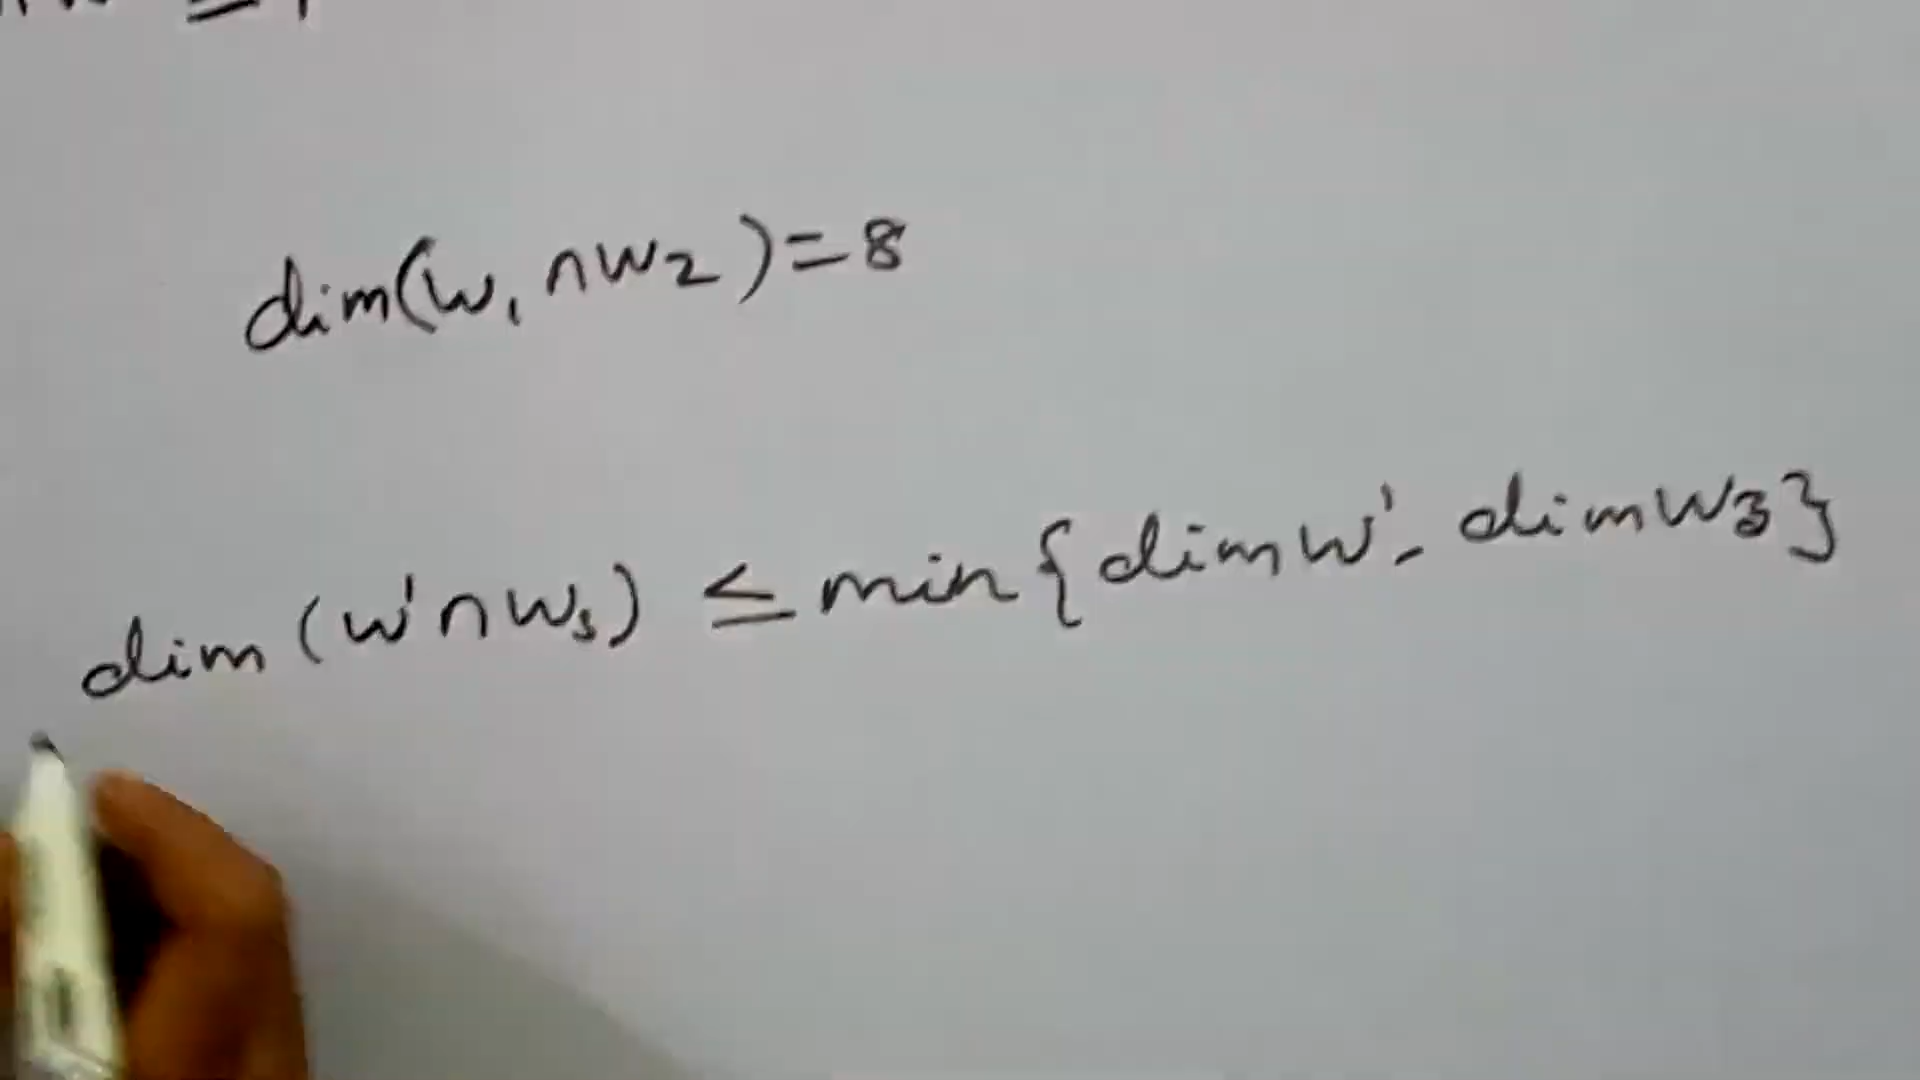 dim(W₁ ∩ W₂) = 8
dim (W' ∩ W₃) ≤ min {dim W', dim W₃}